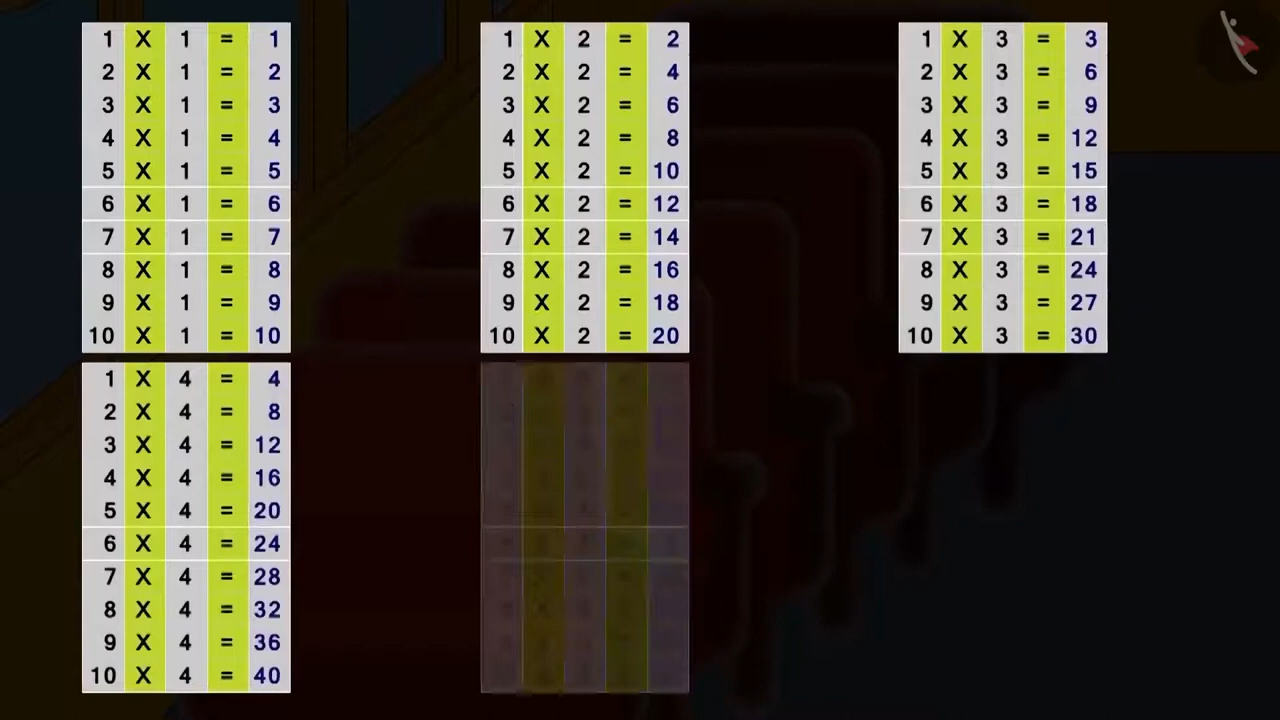 1 X 1 = 1
2 X 1 = 2
3 X 1 = 3
4 X 1 = 4
5 X 1 = 5
6 X 1 = 6
7 X 1 = 7
8 X 1 = 8
9 X 1 = 9
10 X 1 = 10
1 X 2 = 2
2 X 2 = 4
3 X 2 = 6
4 X 2 = 8
5 X 2 = 10
6 X 2 = 12
7 X 2 = 14
8 X 2 = 16
9 X 2 = 18
10 X 2 = 20
1 X 3 = 3
2 X 3 = 6
3 X 3 = 9
4 X 3 = 12
5 X 3 = 15
6 X 3 = 18
7 X 3 = 21
8 X 3 = 24
9 X 3 = 27
10 X 3 = 30
1 X 4 = 4
2 X 4 = 8
3 X 4 = 12
4 X 4 = 16
5 X 4 = 20
6 X 4 = 24
7 X 4 = 28
8 X 4 = 32
9 X 4 = 36
10 X 4 = 40